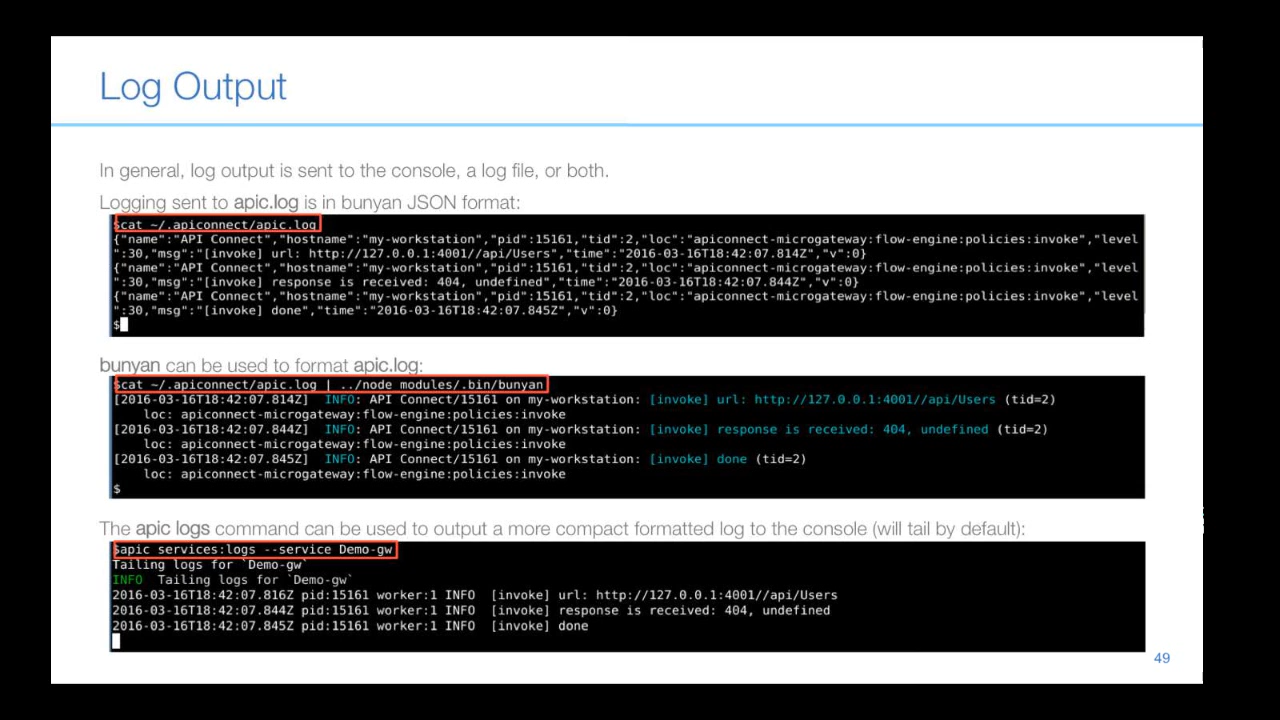 Log Output
In general, log output is sent to the console, a log file, or both.
Logging sent to apic.log is in bunyan JSON format:
$cat ~/.apiconnect/apic.log
{"name":"API Connect","hostname":"my-workstation","pid":15161,"tid":2,"loc":"apiconnect-microgateway:flow-engine:policies:invoke","level
":30,"msg":"[invoke] url: http://127.0.0.1:4001//api/Users","time":"2016-03-16T18:42:07.814Z","v":0}
{"name":"API Connect","hostname":"my-workstation","pid":15161,"tid":2,"loc":"apiconnect-microgateway:flow-engine:policies:invoke","level
":30,"msg":"[invoke] response is received: 404, undefined","time":"2016-03-16T18:42:07.844Z","v":0}
{"name":"API Connect","hostname":"my-workstation","pid":15161,"tid":2,"loc":"apiconnect-microgateway:flow-engine:policies:invoke","level
":30,"msg":"[invoke] done","time":"2016-03-16T18:42:07.845Z","v":0}
$
bunyan can be used to format apic.log:
$cat ~/.apiconnect/apic.log | ../node_modules/.bin/bunyan
[2016-03-16T18:42:07.814Z]  INFO: API Connect/15161 on my-workstation: [invoke] url: http://127.0.0.1:4001//api/Users (tid=2)
loc: apiconnect-microgateway:flow-engine:policies:invoke
[2016-03-16T18:42:07.844Z]  INFO: API Connect/15161 on my-workstation: [invoke] response is received: 404, undefined (tid=2)
loc: apiconnect-microgateway:flow-engine:policies:invoke
[2016-03-16T18:42:07.845Z]  INFO: API Connect/15161 on my-workstation: [invoke] done (tid=2)
loc: apiconnect-microgateway:flow-engine:policies:invoke
$
The apic logs command can be used to output a more compact formatted log to the console (will tail by default):
$apic services:logs --service Demo-gw
Tailing logs for `Demo-gw`
INFO  Tailing logs for `Demo-gw`
2016-03-16T18:42:07.816Z pid:15161 worker:1 INFO  [invoke] url: http://127.0.0.1:4001//api/Users
2016-03-16T18:42:07.844Z pid:15161 worker:1 INFO  [invoke] response is received: 404, undefined
2016-03-16T18:42:07.845Z pid:15161 worker:1 INFO  [invoke] done
49